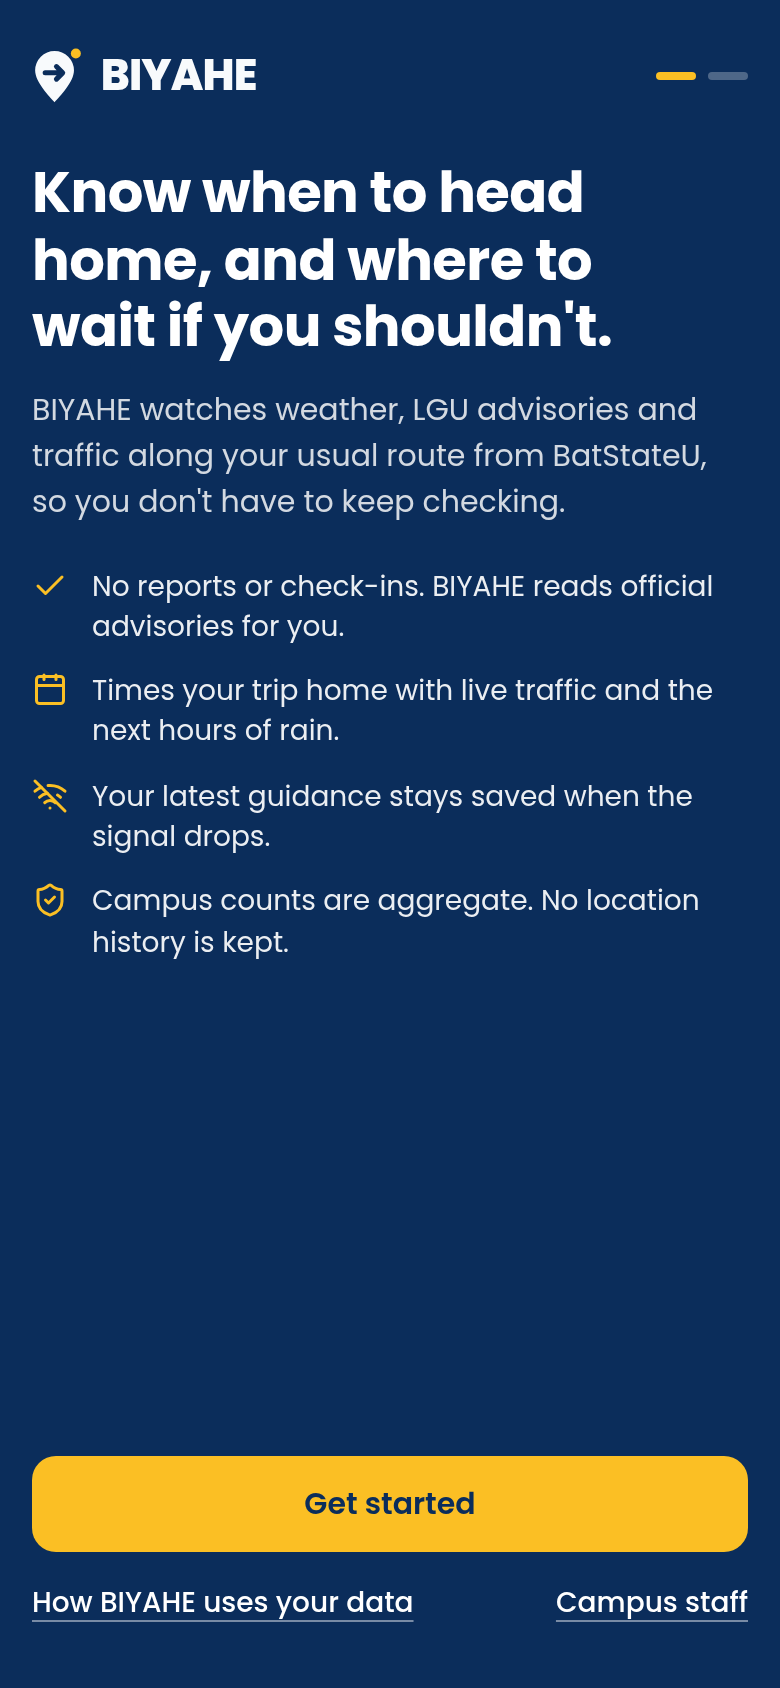 BIYAHE
Know when to head
home, and where to
wait if you shouldn't.
BIYAHE watches weather, LGU advisories and
traffic along your usual route from BatStateU,
so you don't have to keep checking.
No reports or check-ins. BIYAHE reads official
advisories for you.
Times your trip home with live traffic and the
next hours of rain.
Your latest guidance stays saved when the
signal drops.
Campus counts are aggregate. No location
history is kept.
Get started
How BIYAHE uses your data
Campus staff